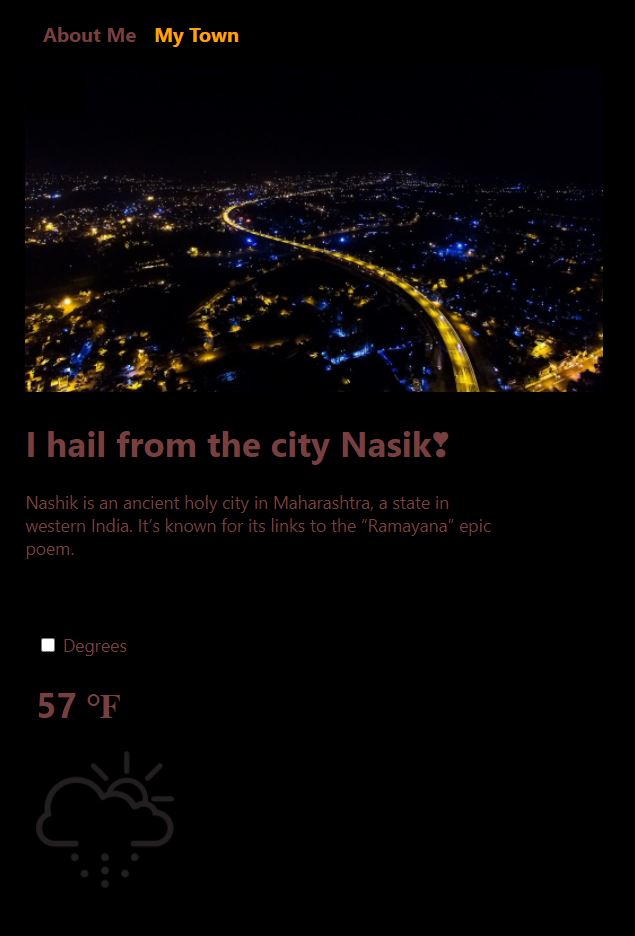 About Me My Town
I hail from the city Nasik❣
Nashik is an ancient holy city in Maharashtra, a state in
western India. It’s known for its links to the “Ramayana” epic
poem.
Degrees
57 °F